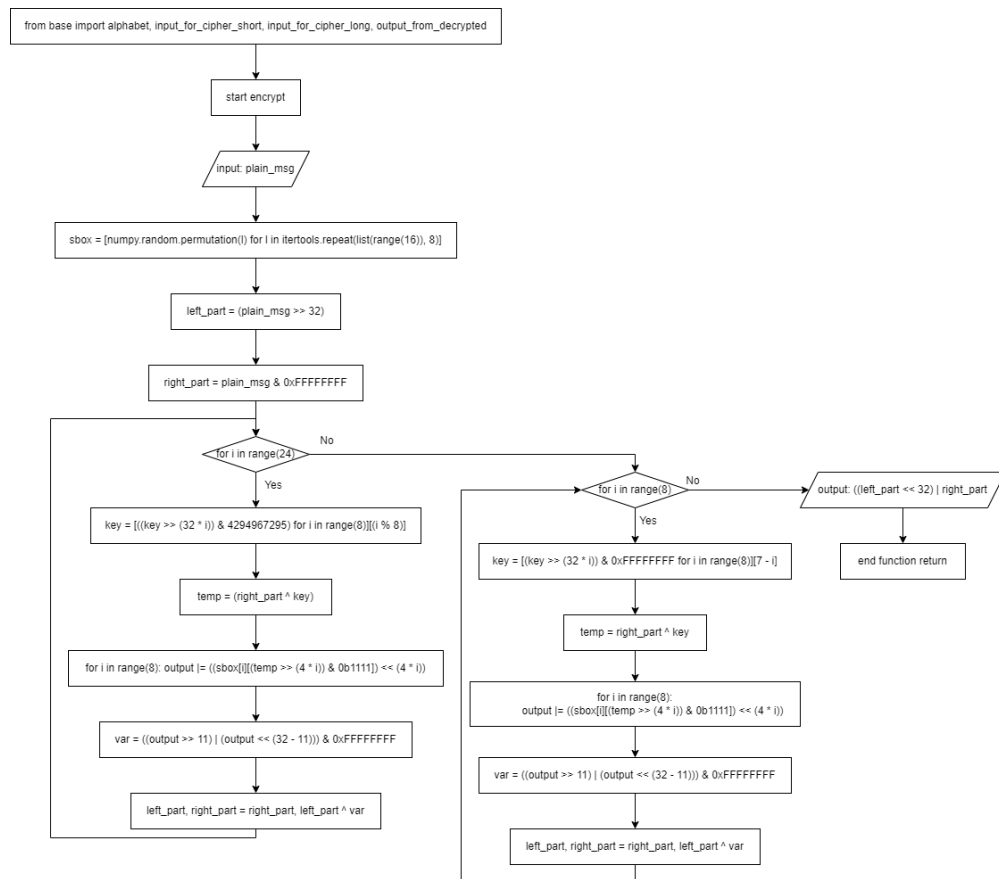 from base import alphabet, input_for_cipher_short, input_for_cipher_long, output_from_decrypted
start encrypt
input: plain_msg
sbox = [numpy.random.permutation(l) for l in itertools.repeat(list(range(16)), 8)]
left_part = (plain_msg >> 32)
right_part = plain_msg & 0xFFFFFFFF
for i in range(24)
No
Yes
key = [((key >> (32 * i)) & 4294967295) for i in range(8)][(i % 8)]
temp = (right_part ^ key)
for i in range(8): output |= ((sbox[i][(temp >> (4 * i)) & 0b1111]) << (4 * i))
var = ((output >> 11) | (output << (32 - 11))) & 0xFFFFFFFF
left_part, right_part = right_part, left_part ^ var
for i in range(8)
No
Yes
key = [(key >> (32 * i)) & 0xFFFFFFFF for i in range(8)][7 - i]
temp = right_part ^ key
for i in range(8):
output |= ((sbox[i][(temp >> (4 * i)) & 0b1111]) << (4 * i))
var = ((output >> 11) | (output << (32 - 11))) & 0xFFFFFFFF
left_part, right_part = right_part, left_part ^ var
output: ((left_part << 32) | right_part
end function return